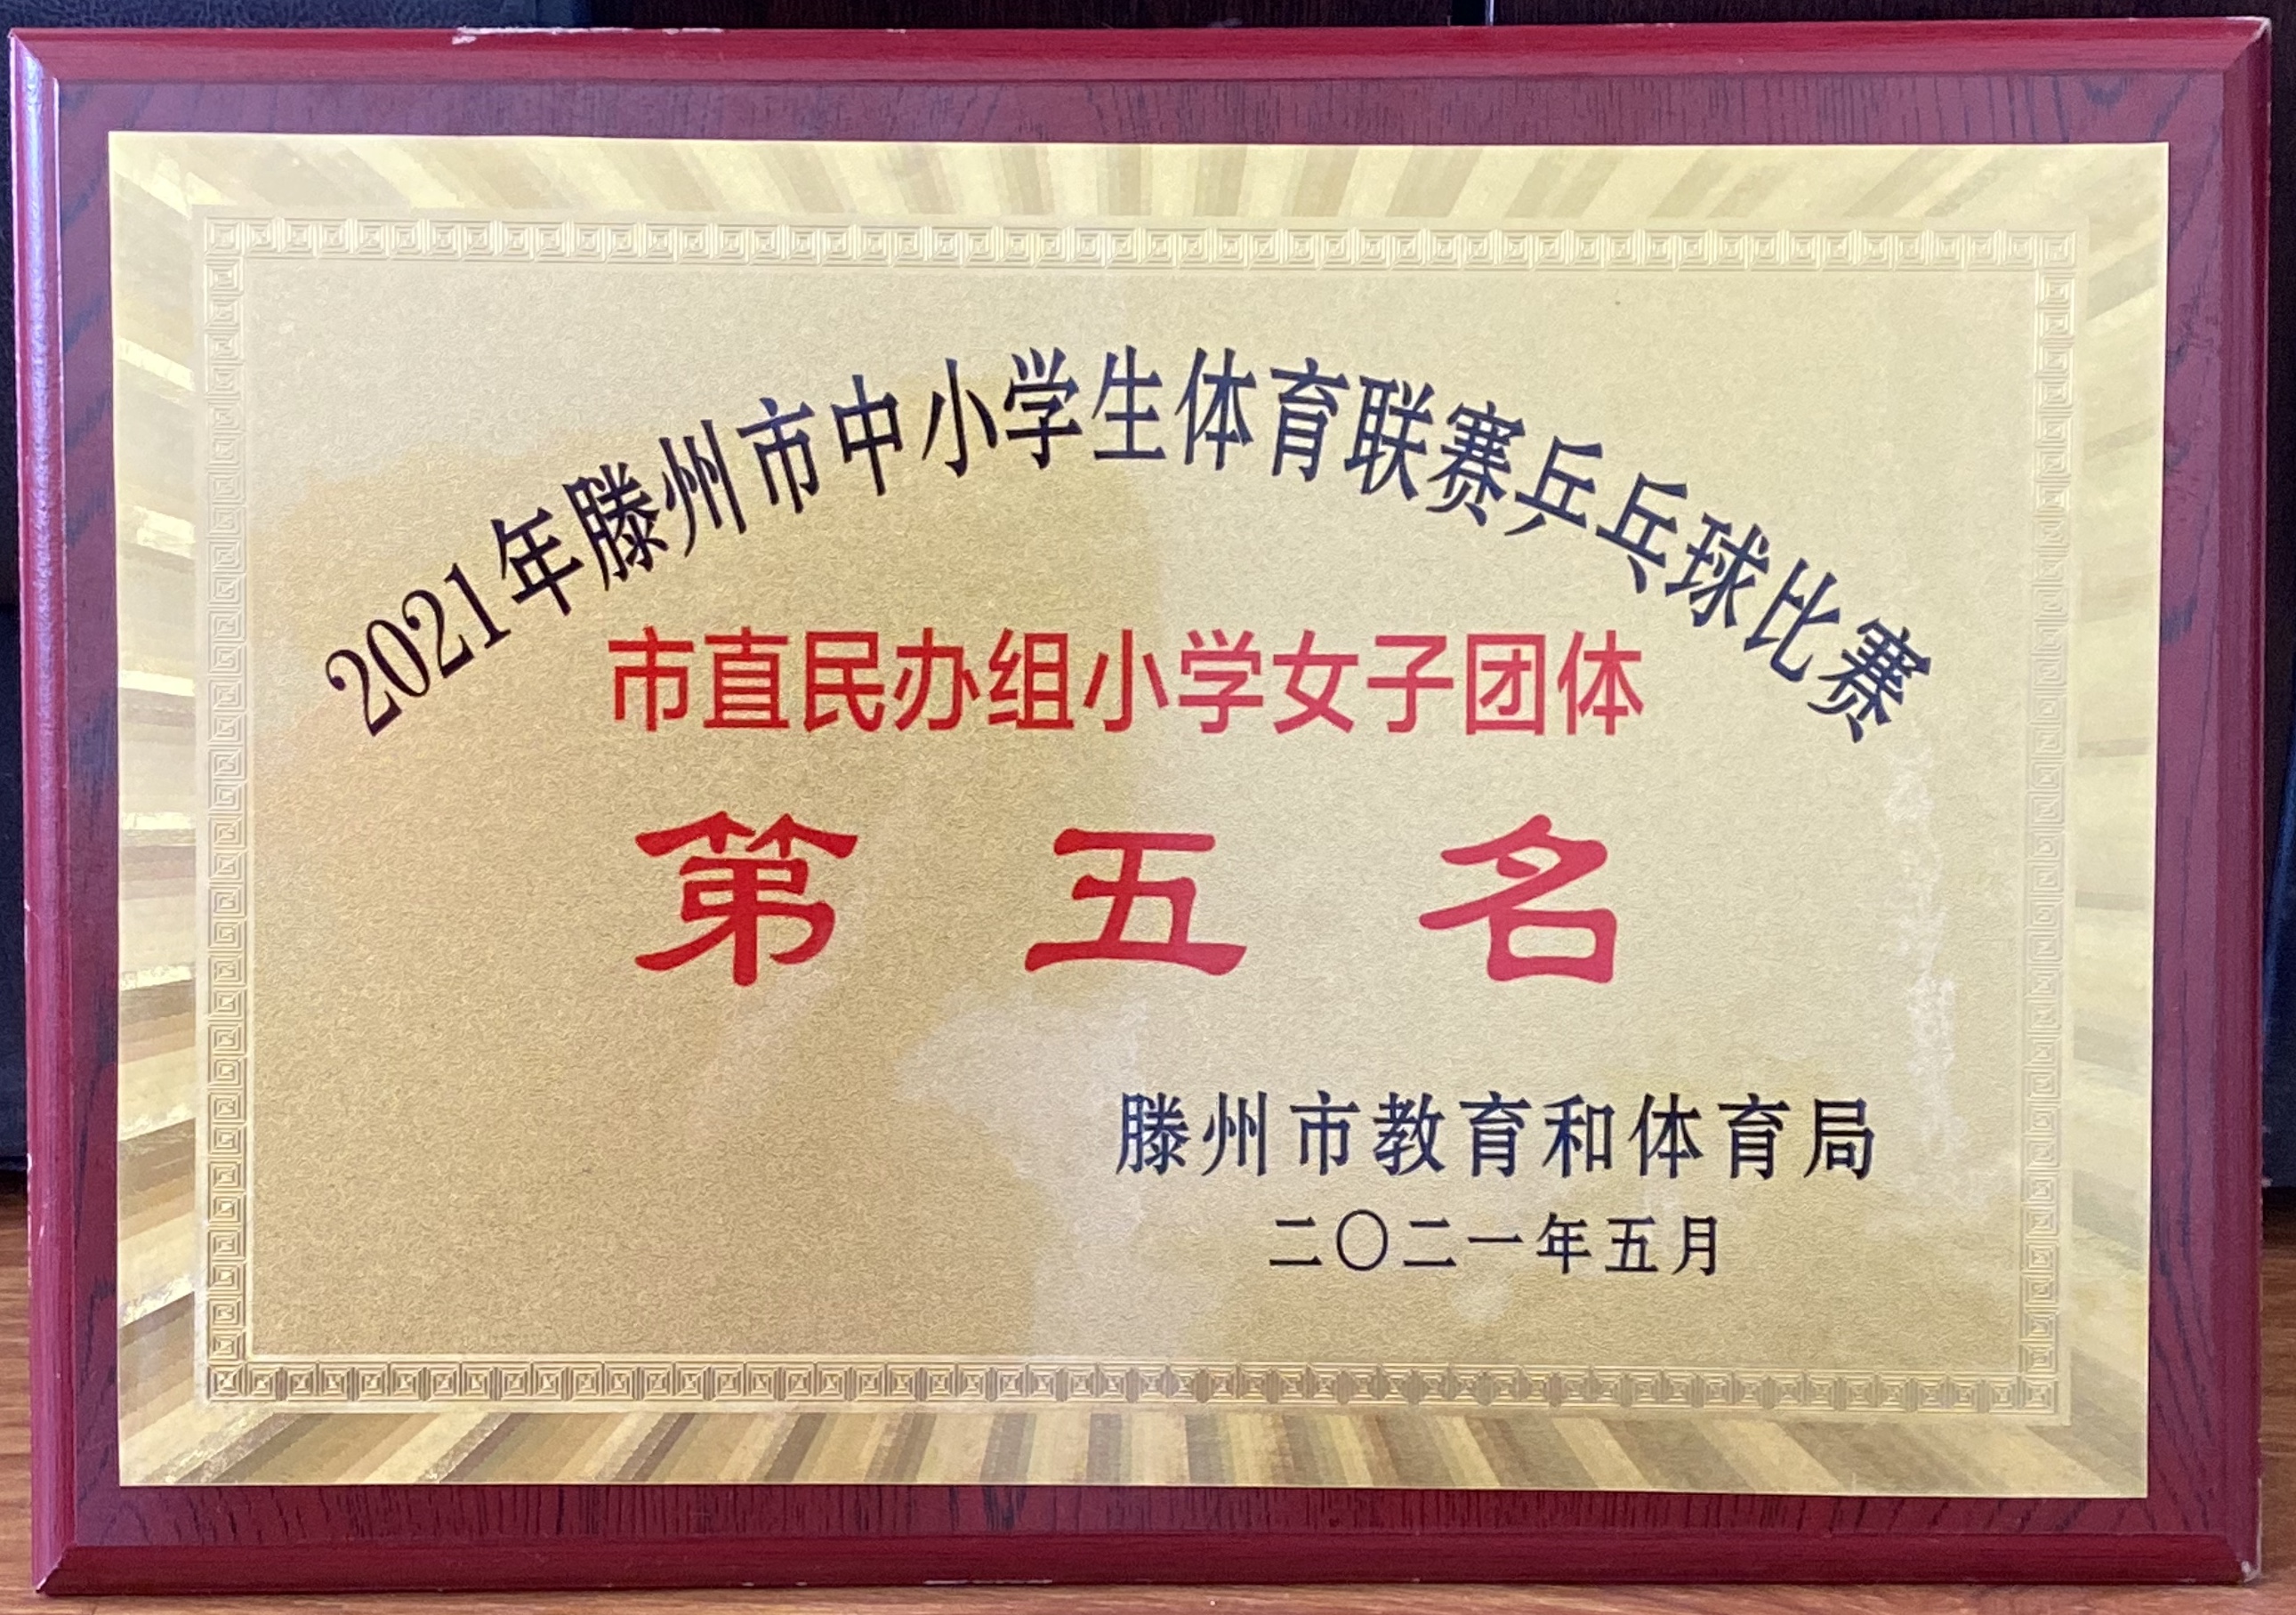 2021年滕州市中小学生体育联赛乒乓球比赛
市直民办组小学女子团体
第五名
滕州市教育和体育局
二〇二一年五月